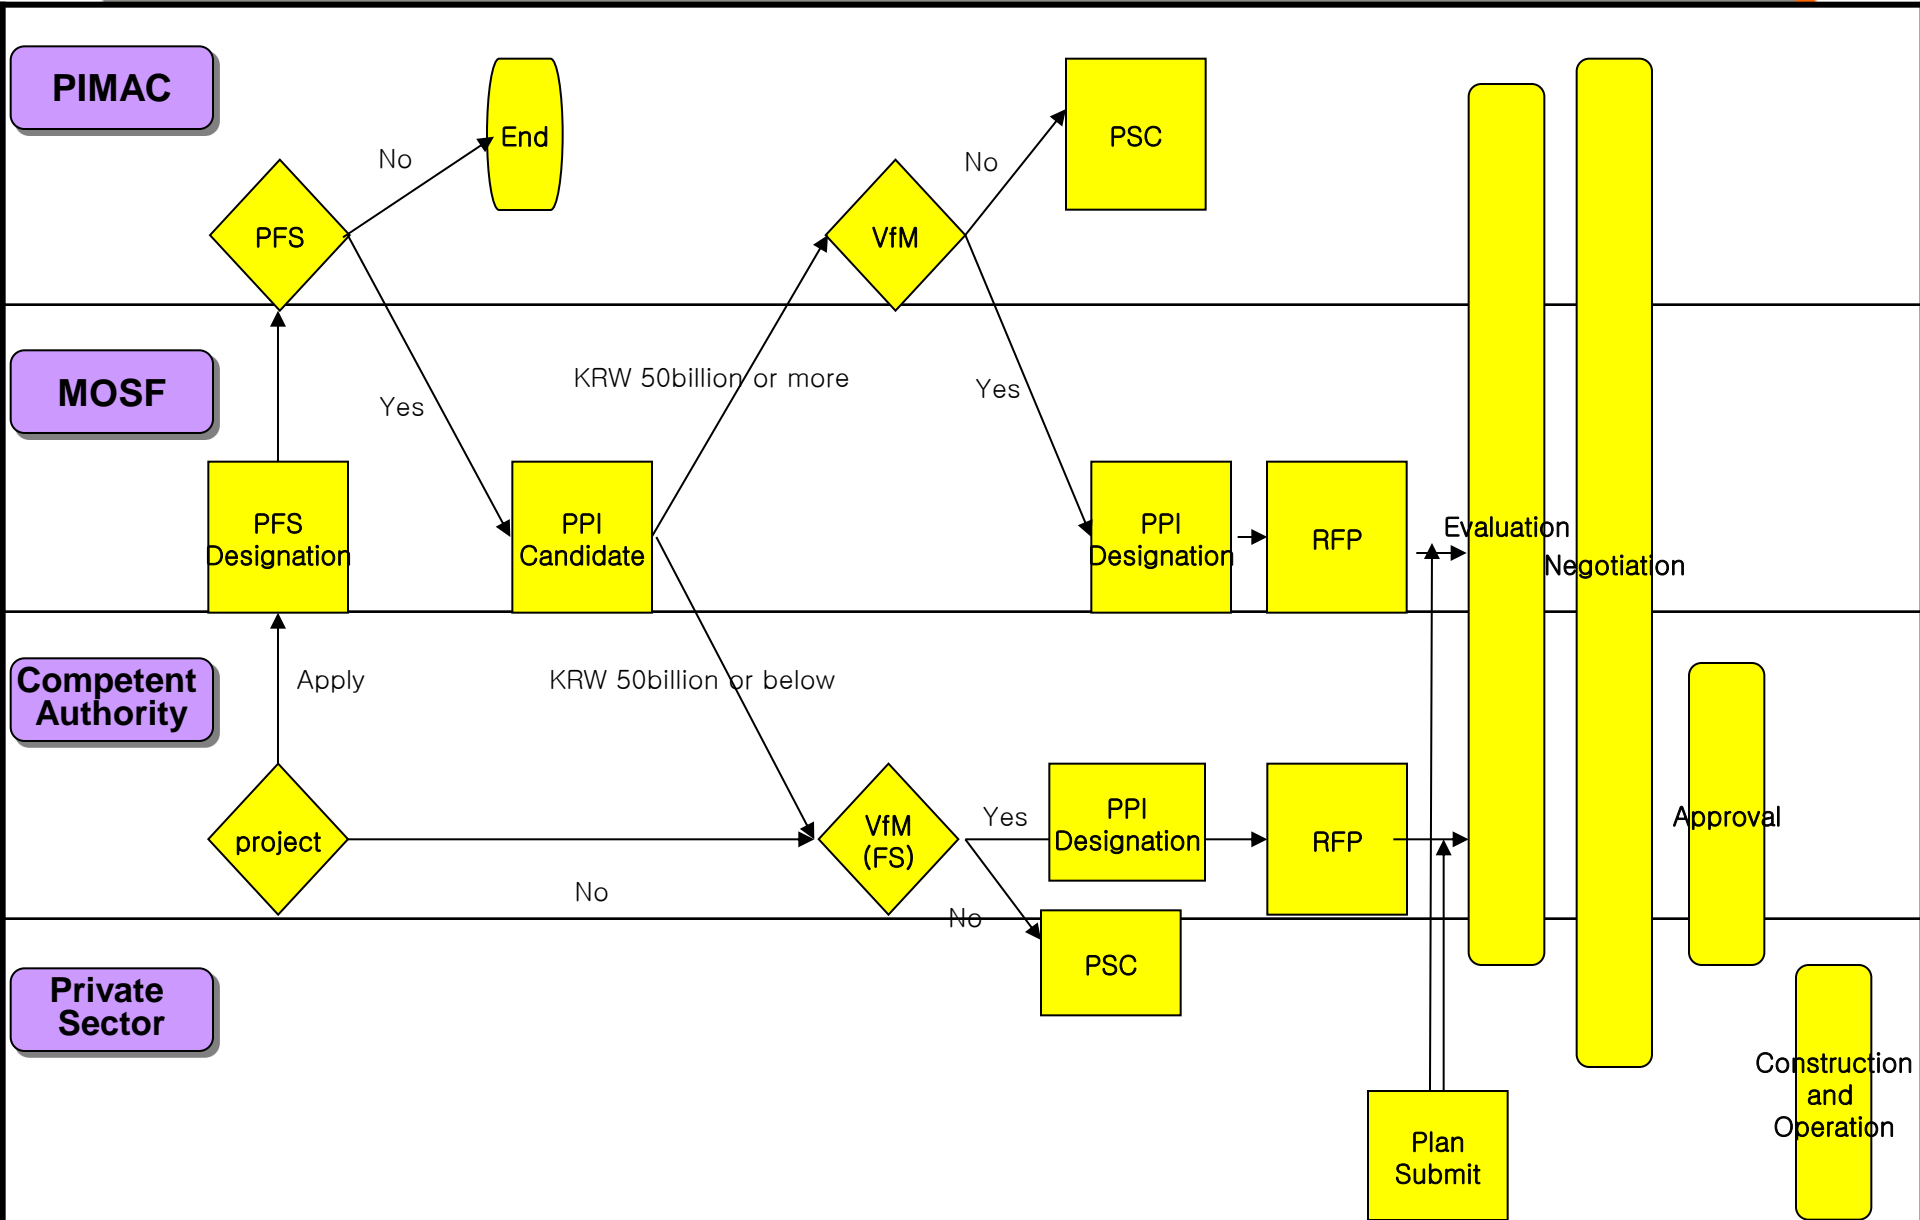 PIMAC
End
PSC
No
No
PFS
VfM
MOSF
KRW 50billion or more
Yes
Yes
PFS
Designation
PPI
Candidate
PPI
Designation
RFP
Evaluation
Negotiation
Competent
Authority
Apply
KRW 50billion or below
project
VfM
(FS)
Yes
PPI
Designation
RFP
Approval
No
No
PSC
Private
Sector
Construction
and
Operation
Plan
Submit